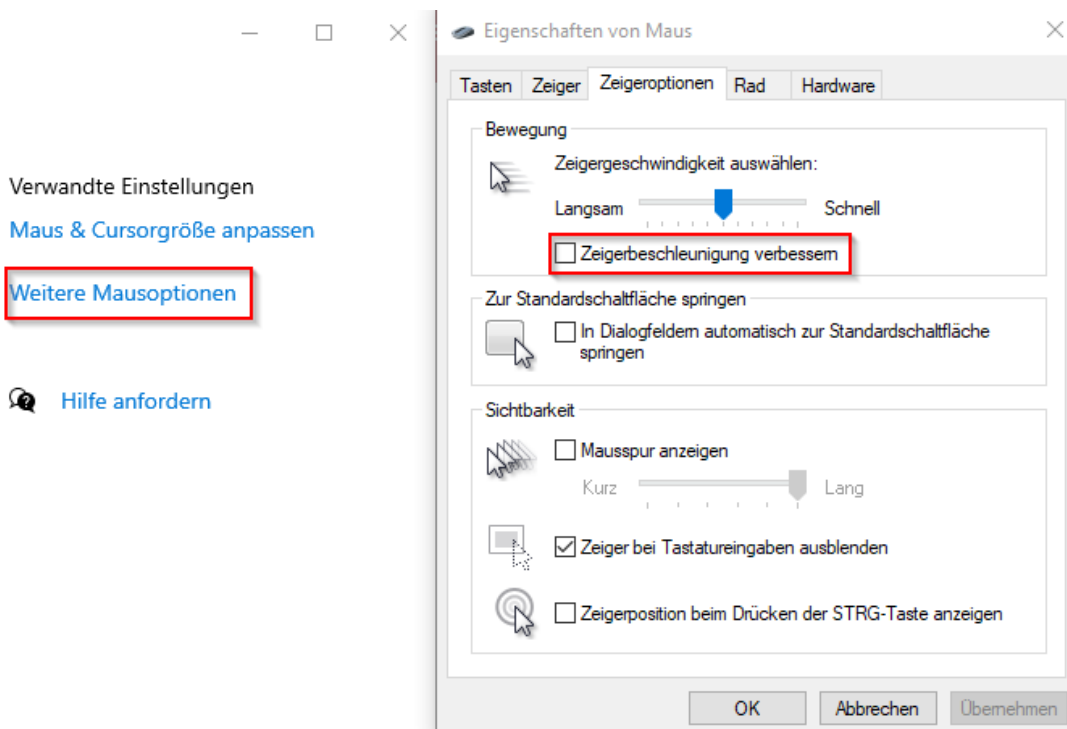 Verwandte Einstellungen
Maus & Cursorgröße anpassen
Weitere Mausoptionen
Hilfe anfordern
Eigenschaften von Maus
Tasten Zeiger Zeigeroptionen Rad Hardware
Bewegung
Zeigergeschwindigkeit auswählen:
Langsam Schnell
Zeigerbeschleunigung verbessern
Zur Standardschaltfläche springen
In Dialogfeldern automatisch zur Standardschaltfläche
springen
Sichtbarkeit
Mausspur anzeigen
Kurz Lang
Zeiger bei Tastatureingaben ausblenden
Zeigerposition beim Drücken der STRG-Taste anzeigen
OK Abbrechen Übernehmen